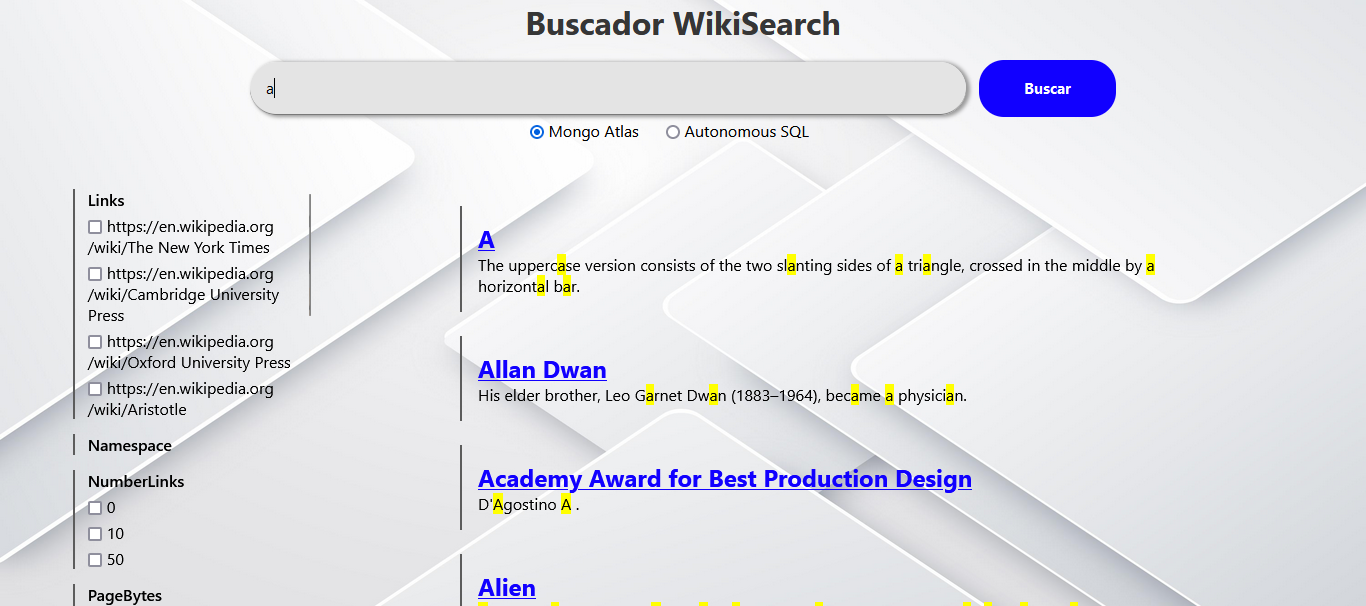 Buscador WikiSearch
a
Buscar
Mongo Atlas
Autonomous SQL
Links
https://en.wikipedia.org
/wiki/The New York Times
https://en.wikipedia.org
/wiki/Cambridge University
Press
https://en.wikipedia.org
/wiki/Oxford University Press
https://en.wikipedia.org
/wiki/Aristotle
Namespace
NumberLinks
0
10
50
PageBytes
A
The uppercase version consists of the two slanting sides of a triangle, crossed in the middle by a
horizontal bar.
Allan Dwan
His elder brother, Leo Garnet Dwan (1883–1964), became a physician.
Academy Award for Best Production Design
D'Agostino A .
Alien